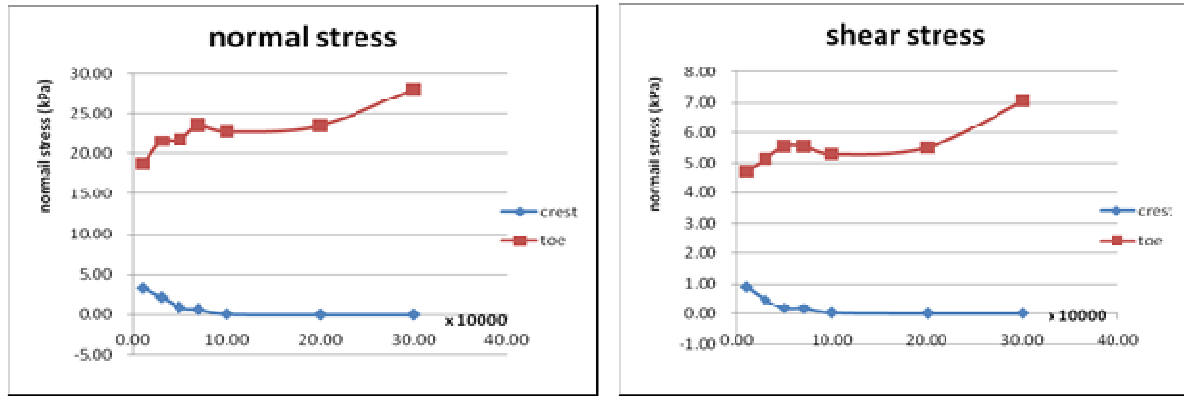 normal stress
normail stress (kPa)
30.00
25.00
20.00
15.00
10.00
5.00
0.00
-5.00
0.00 10.00 20.00 30.00 40.00
x 10000
crest
toe
shear stress
normail stress (kPa)
8.00
7.00
6.00
5.00
4.00
3.00
2.00
1.00
0.00
-1.00
0.00 10.00 20.00 30.00 40.00
x 10000
crest
toe